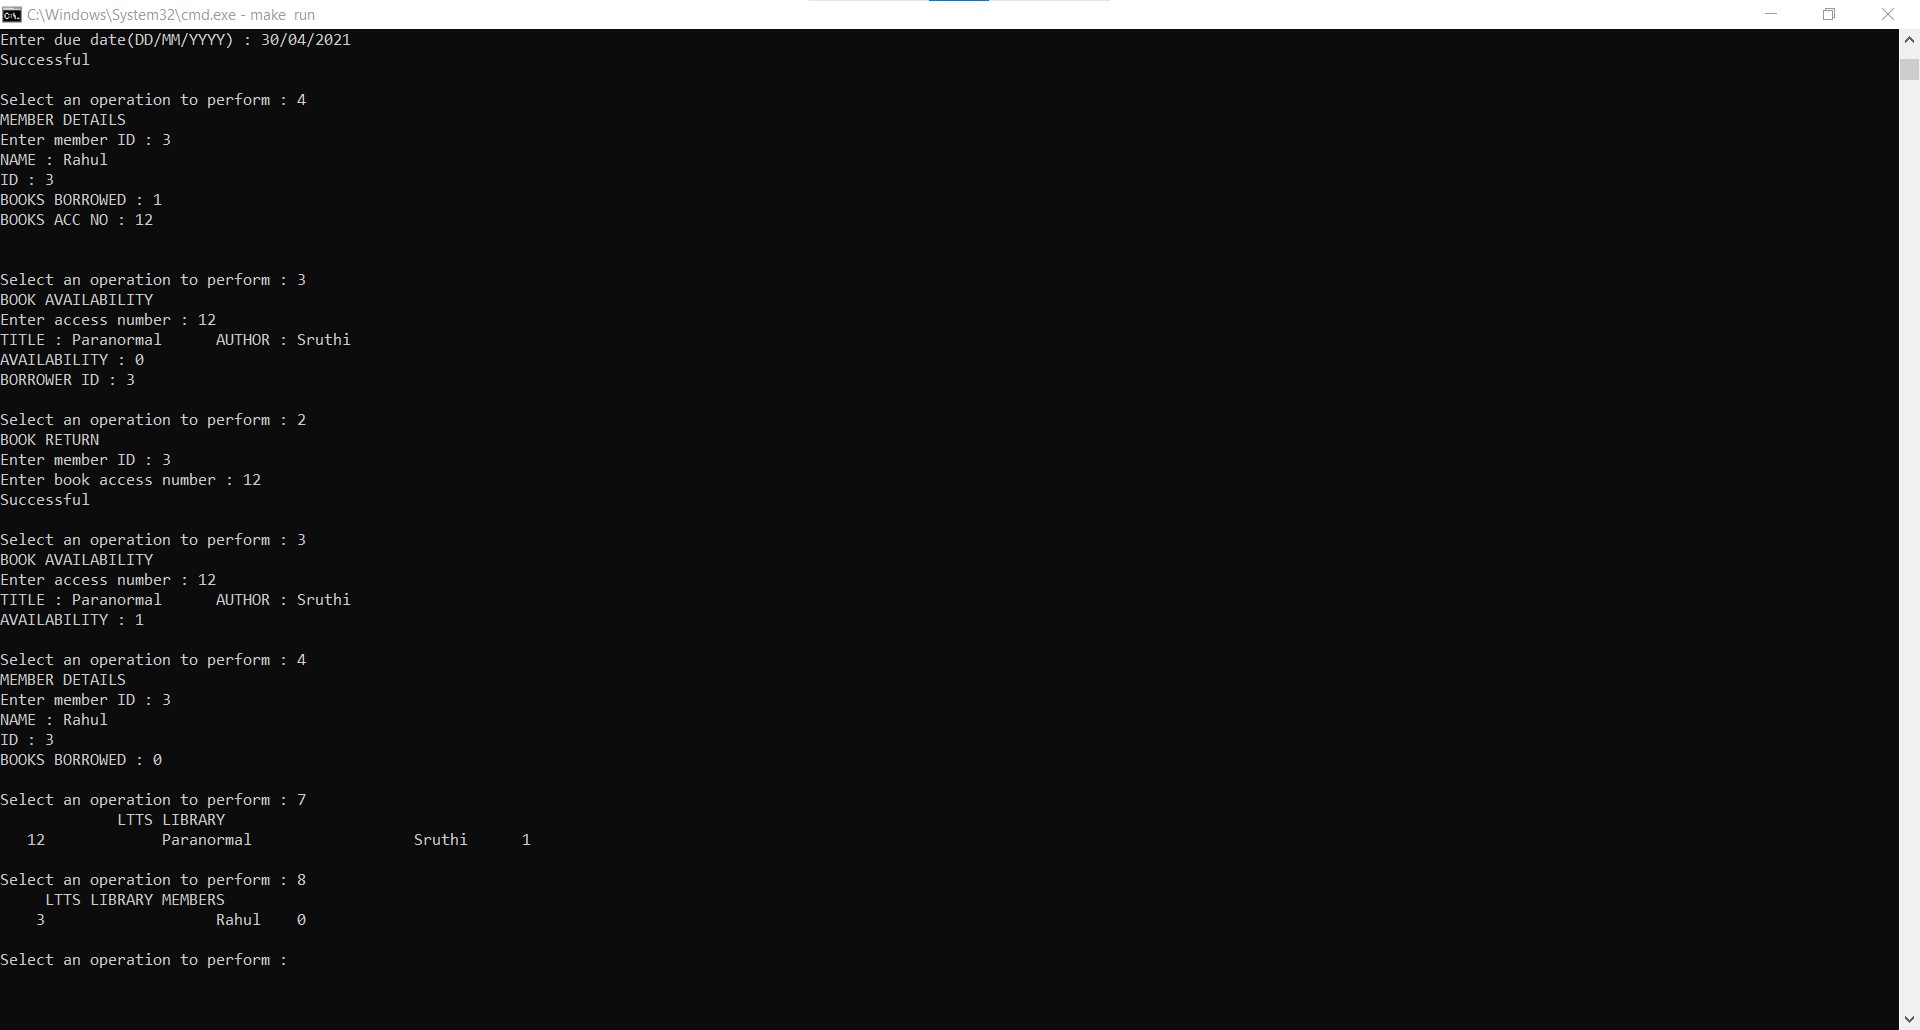 C:\Windows\System32\cmd.exe - make  run
Enter due date(DD/MM/YYYY) : 30/04/2021
Successful
Select an operation to perform : 4
MEMBER DETAILS
Enter member ID : 3
NAME : Rahul
ID : 3
BOOKS BORROWED : 1
BOOKS ACC NO : 12
Select an operation to perform : 3
BOOK AVAILABILITY
Enter access number : 12
TITLE : Paranormal      AUTHOR : Sruthi
AVAILABILITY : 0
BORROWER ID : 3
Select an operation to perform : 2
BOOK RETURN
Enter member ID : 3
Enter book access number : 12
Successful
Select an operation to perform : 3
BOOK AVAILABILITY
Enter access number : 12
TITLE : Paranormal      AUTHOR : Sruthi
AVAILABILITY : 1
Select an operation to perform : 4
MEMBER DETAILS
Enter member ID : 3
NAME : Rahul
ID : 3
BOOKS BORROWED : 0
Select an operation to perform : 7
             LTTS LIBRARY
   12             Paranormal                  Sruthi      1
Select an operation to perform : 8
     LTTS LIBRARY MEMBERS
    3                   Rahul    0
Select an operation to perform :